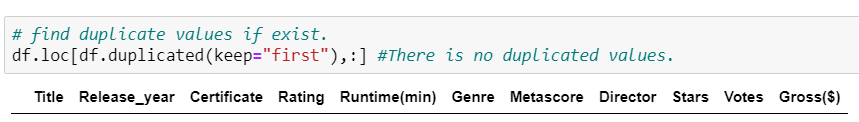 # find duplicate values if exist.
df.loc[df.duplicated(keep="first"),:] #There is no duplicated values.
Title Release_year Certificate Rating Runtime(min) Genre Metascore Director Stars Votes Gross($)